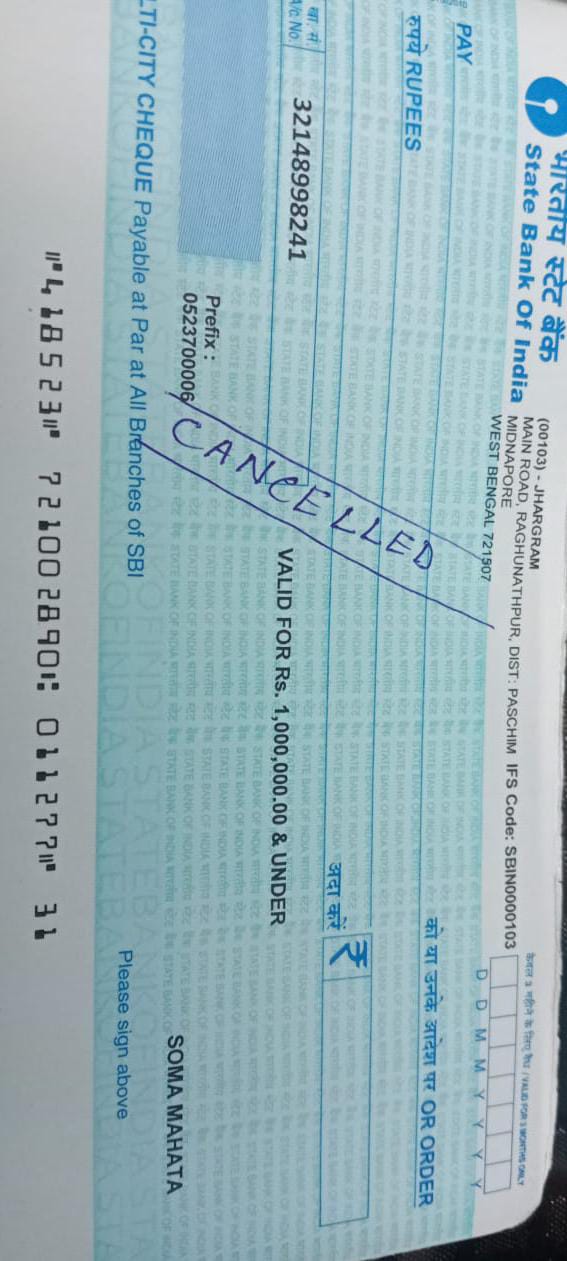 भारतीय स्टेट बैंक
State Bank Of India
(00103) - JHARGRAM
MAIN ROAD, RAGHUNATHPUR, DIST: PASCHIM
MIDNAPORE
WEST BENGAL 721507
IFS Code: SBIN0000103
केवल 3 महीने के लिए वैध / VALID FOR 3 MONTHS ONLY
D D M M Y Y Y Y
PAY
को या उनके आदेश पर OR ORDER
रुपये RUPEES
अदा करें ₹
खा. सं.
A/c No.
32148998241
VALID FOR Rs. 1,000,000.00 & UNDER
CANCELLED
Prefix :
0523700006
SOMA MAHATA
LTI-CITY CHEQUE Payable at Par at All Branches of SBI
Please sign above
⑈418523⑈ 721002890⑆ 011277⑈ 31